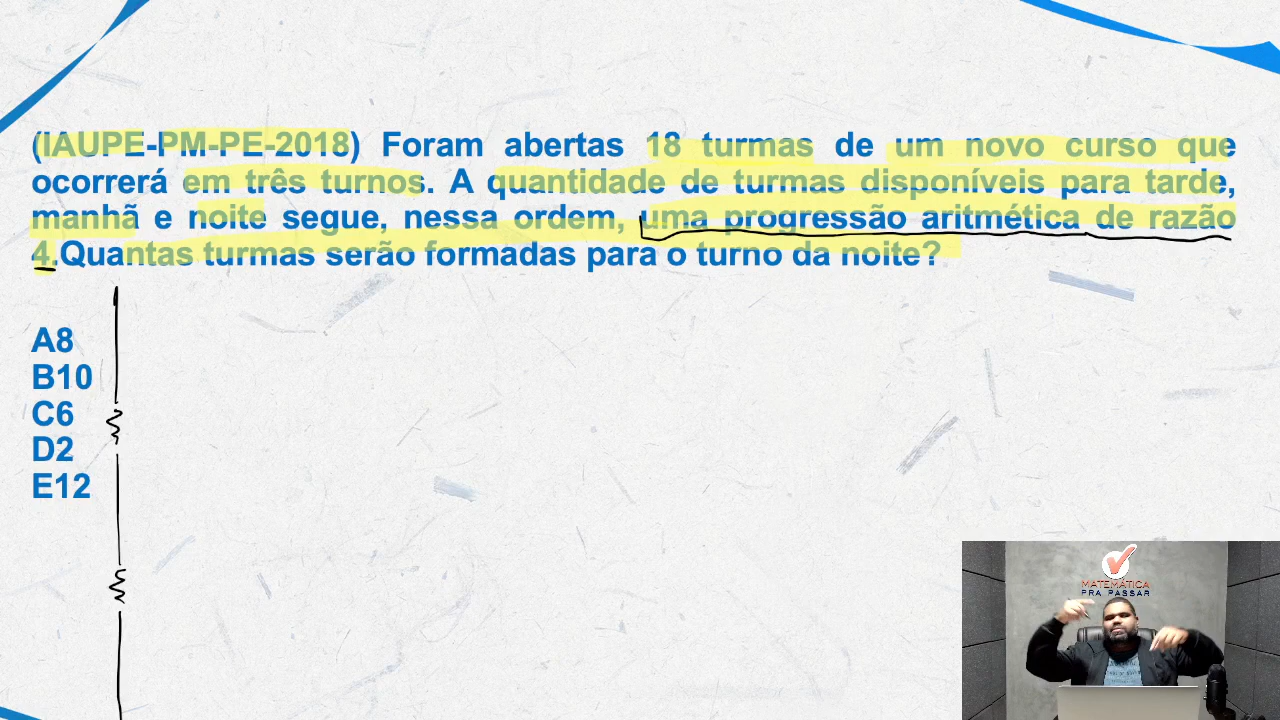 (IAUPE-PM-PE-2018) Foram abertas 18 turmas de um novo curso que
ocorrerá em três turnos. A quantidade de turmas disponíveis para tarde,
manhã e noite segue, nessa ordem, uma progressão aritmética de razão
4.Quantas turmas serão formadas para o turno da noite?
A8
B10
C6
D2
E12
MATEMÁTICA
PRA PASSAR